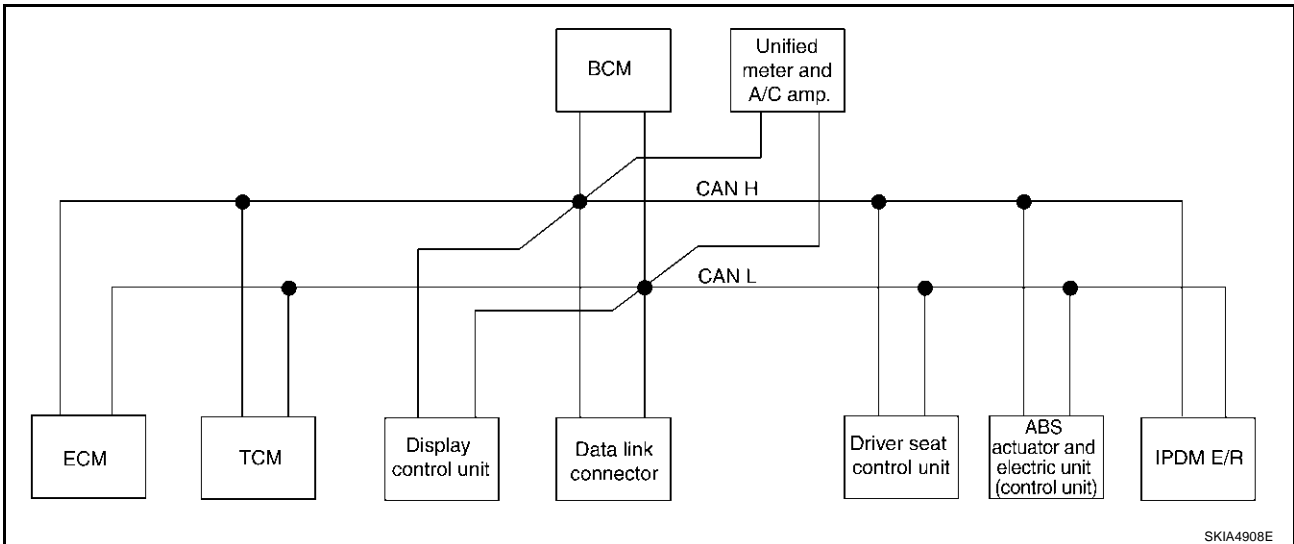 BCM
Unified
meter and
A/C amp.
CAN H
CAN L
ECM
TCM
Display
control unit
Data link
connector
Driver seat
control unit
ABS
actuator and
electric unit
(control unit)
IPDM E/R
SKIA4908E